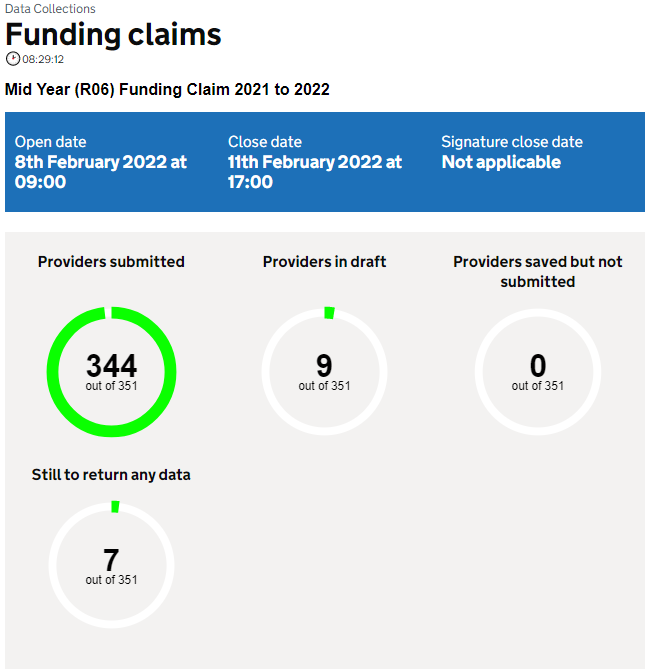 Data Collections
Funding claims
08:29:12
Mid Year (R06) Funding Claim 2021 to 2022
Open date
8th February 2022 at
09:00
Close date
11th February 2022 at
17:00
Signature close date
Not applicable
Providers submitted
344
out of 351
Providers in draft
9
out of 351
Providers saved but not
submitted
0
out of 351
Still to return any data
7
out of 351